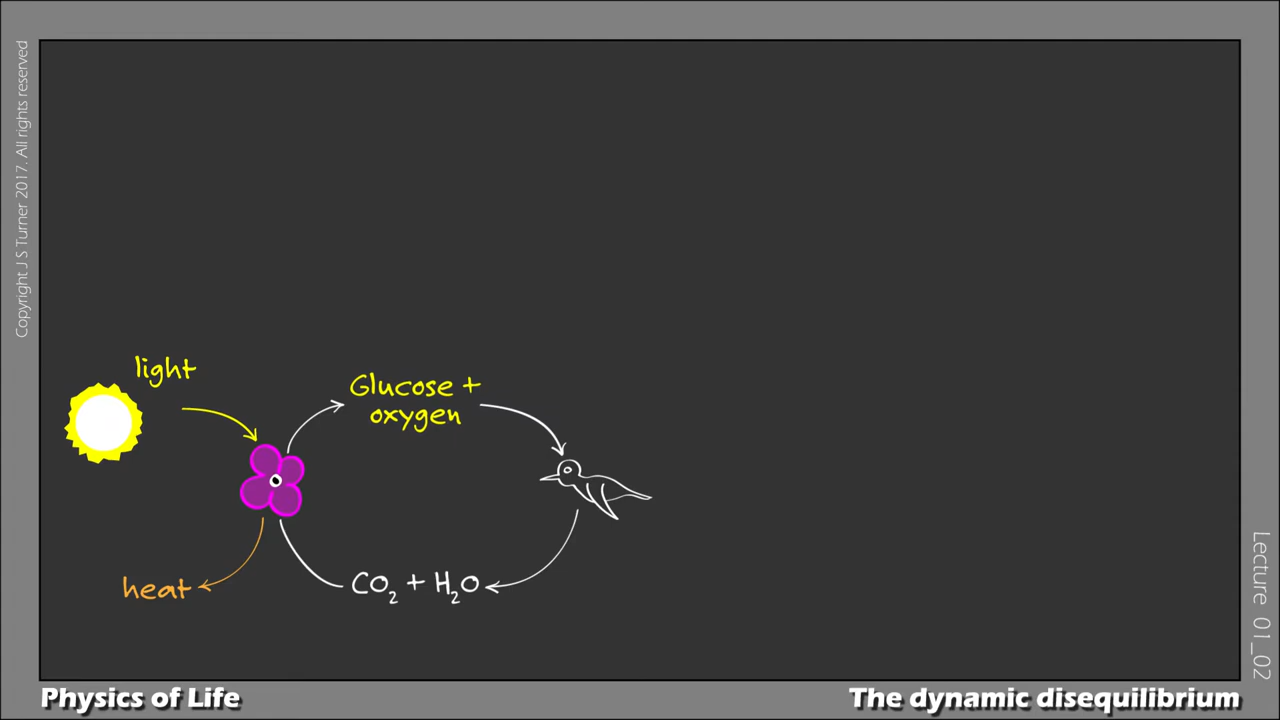 Copyright J S Turner 2017. All rights reserved
light
Glucose +
oxygen
heat
CO₂ + H₂O
Lecture 01_02
Physics of Life
The dynamic disequilibrium